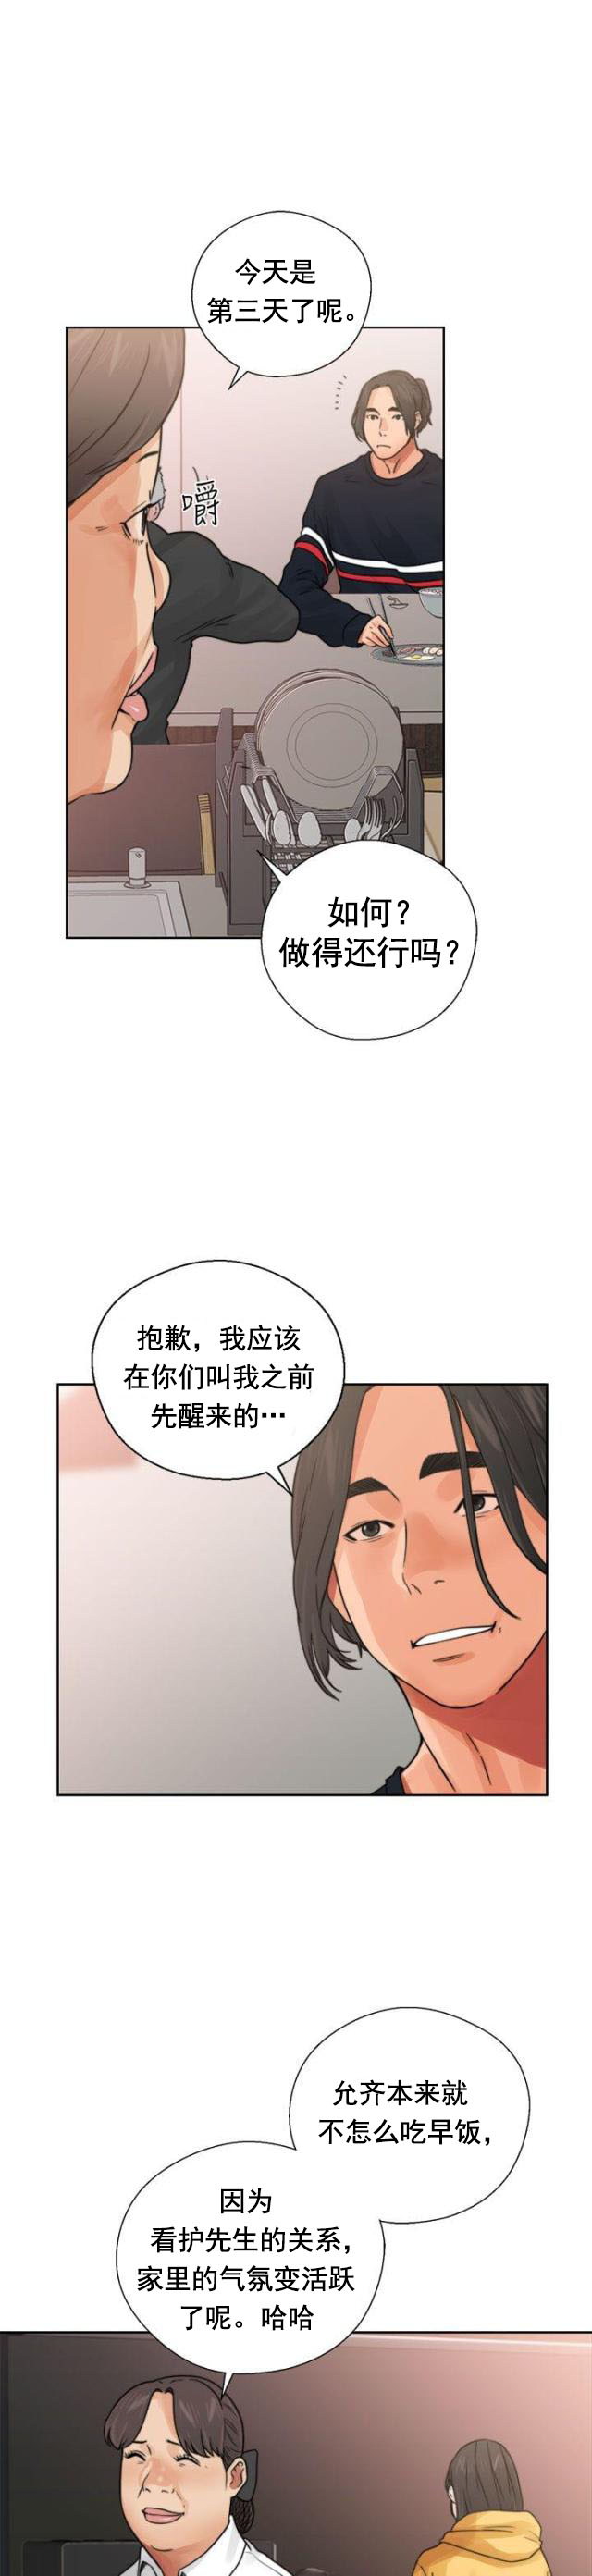 今天是
第三天了呢。
嚼
如何？
做得还行吗？
抱歉，我应该
在你们叫我之前
先醒来的…
允齐本来就
不怎么吃早饭，
因为
看护先生的关系，
家里的气氛变活跃
了呢。哈哈